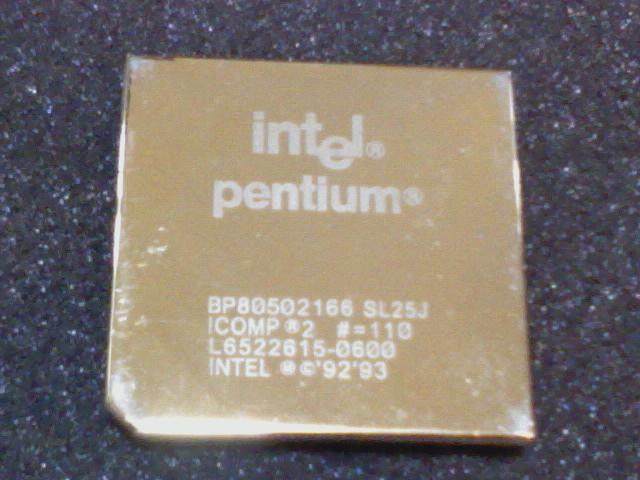 intel®
pentium®
BP80502166 SL25J
ICOMP®2 #=110
L6522615-0600
INTEL Ⓜ©'92'93